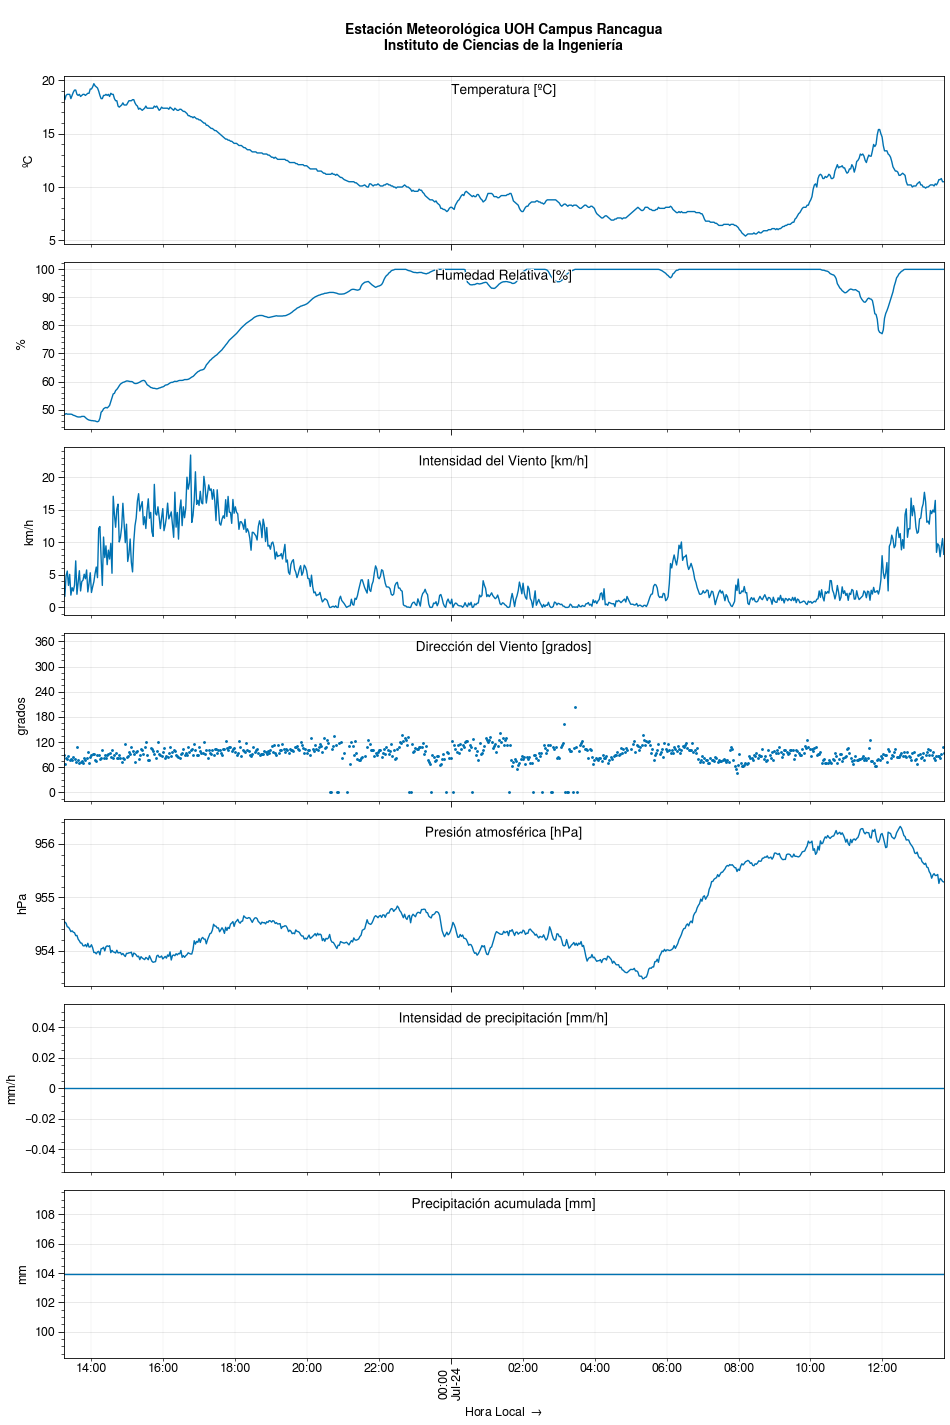 Estación Meteorológica UOH Campus Rancagua
Instituto de Ciencias de la Ingeniería
Temperatura [ºC]
ºC
20
15
10
5
Humedad Relativa [%]
%
100
90
80
70
60
50
Intensidad del Viento [km/h]
km/h
20
15
10
5
0
Dirección del Viento [grados]
grados
360
300
240
180
120
60
0
Presión atmosférica [hPa]
hPa
956
955
954
Intensidad de precipitación [mm/h]
mm/h
0.04
0.02
0
−0.02
−0.04
Precipitación acumulada [mm]
mm
108
106
104
102
100
14:00 16:00 18:00 20:00 22:00 00:00 02:00 04:00 06:00 08:00 10:00 12:00
Jul-24
Hora Local →